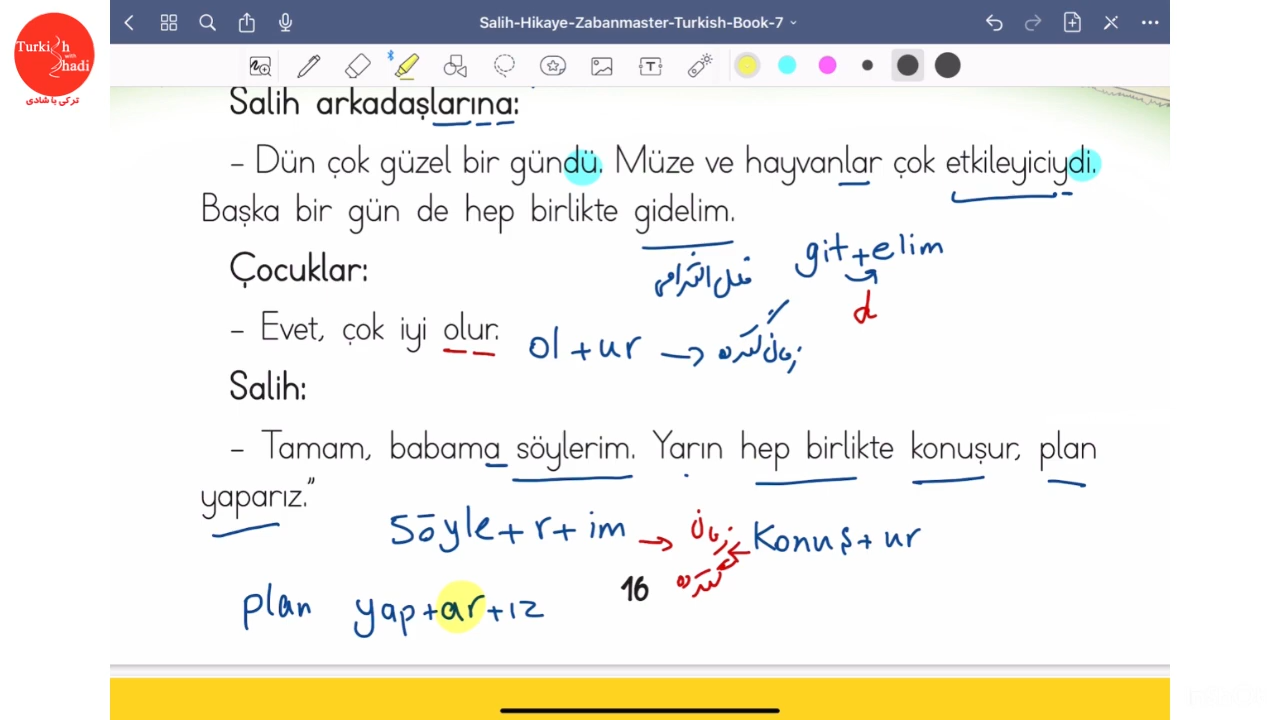 Turkish
with
Shadi
ترکی با شادی
Salih-Hikaye-Zabanmaster-Turkish-Book-7
Salih arkadaşlarına:
– Dün çok güzel bir gündü. Müze ve hayvanlar çok etkileyiciydi.
Başka bir gün de hep birlikte gidelim.
git+elim
d
فعل التزامی
Çocuklar:
– Evet, çok iyi olur.
ol+ur → زمان گسترده
Salih:
– Tamam, babama söylerim. Yarın hep birlikte konuşur, plan
yaparız.”
söyle+r+im → زمان گسترده ← konuş+ur
plan yap+ar+ız
16